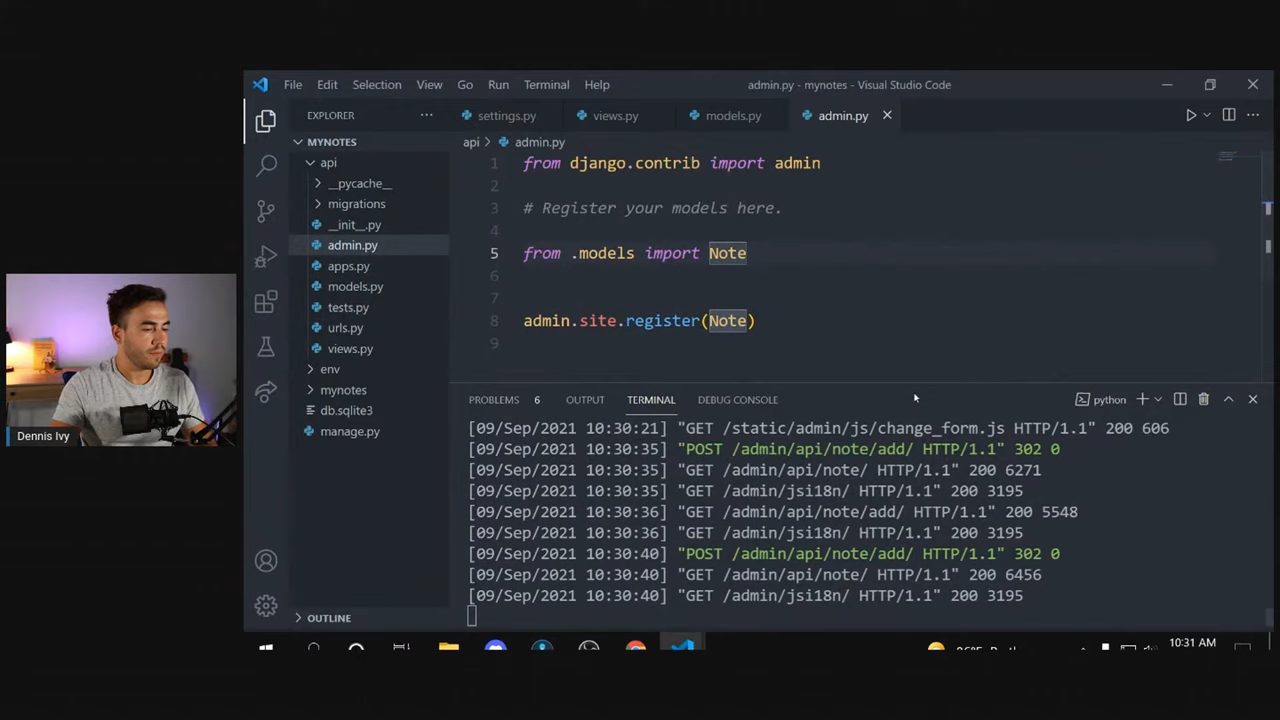 File Edit Selection View Go Run Terminal Help
admin.py - mynotes - Visual Studio Code
EXPLORER
settings.py
views.py
models.py
admin.py
MYNOTES
api
__pycache__
migrations
__init__.py
admin.py
apps.py
models.py
tests.py
urls.py
views.py
env
mynotes
db.sqlite3
manage.py
OUTLINE
api > admin.py
1 from django.contrib import admin
2
3 # Register your models here.
4
5 from .models import Note
6
7
8 admin.site.register(Note)
9
PROBLEMS 6 OUTPUT TERMINAL DEBUG CONSOLE
python
[09/Sep/2021 10:30:21] "GET /static/admin/js/change_form.js HTTP/1.1" 200 606
[09/Sep/2021 10:30:35] "POST /admin/api/note/add/ HTTP/1.1" 302 0
[09/Sep/2021 10:30:35] "GET /admin/api/note/ HTTP/1.1" 200 6271
[09/Sep/2021 10:30:35] "GET /admin/jsi18n/ HTTP/1.1" 200 3195
[09/Sep/2021 10:30:36] "GET /admin/api/note/add/ HTTP/1.1" 200 5548
[09/Sep/2021 10:30:36] "GET /admin/jsi18n/ HTTP/1.1" 200 3195
[09/Sep/2021 10:30:40] "POST /admin/api/note/add/ HTTP/1.1" 302 0
[09/Sep/2021 10:30:40] "GET /admin/api/note/ HTTP/1.1" 200 6456
[09/Sep/2021 10:30:40] "GET /admin/jsi18n/ HTTP/1.1" 200 3195
Dennis Ivy
10:31 AM